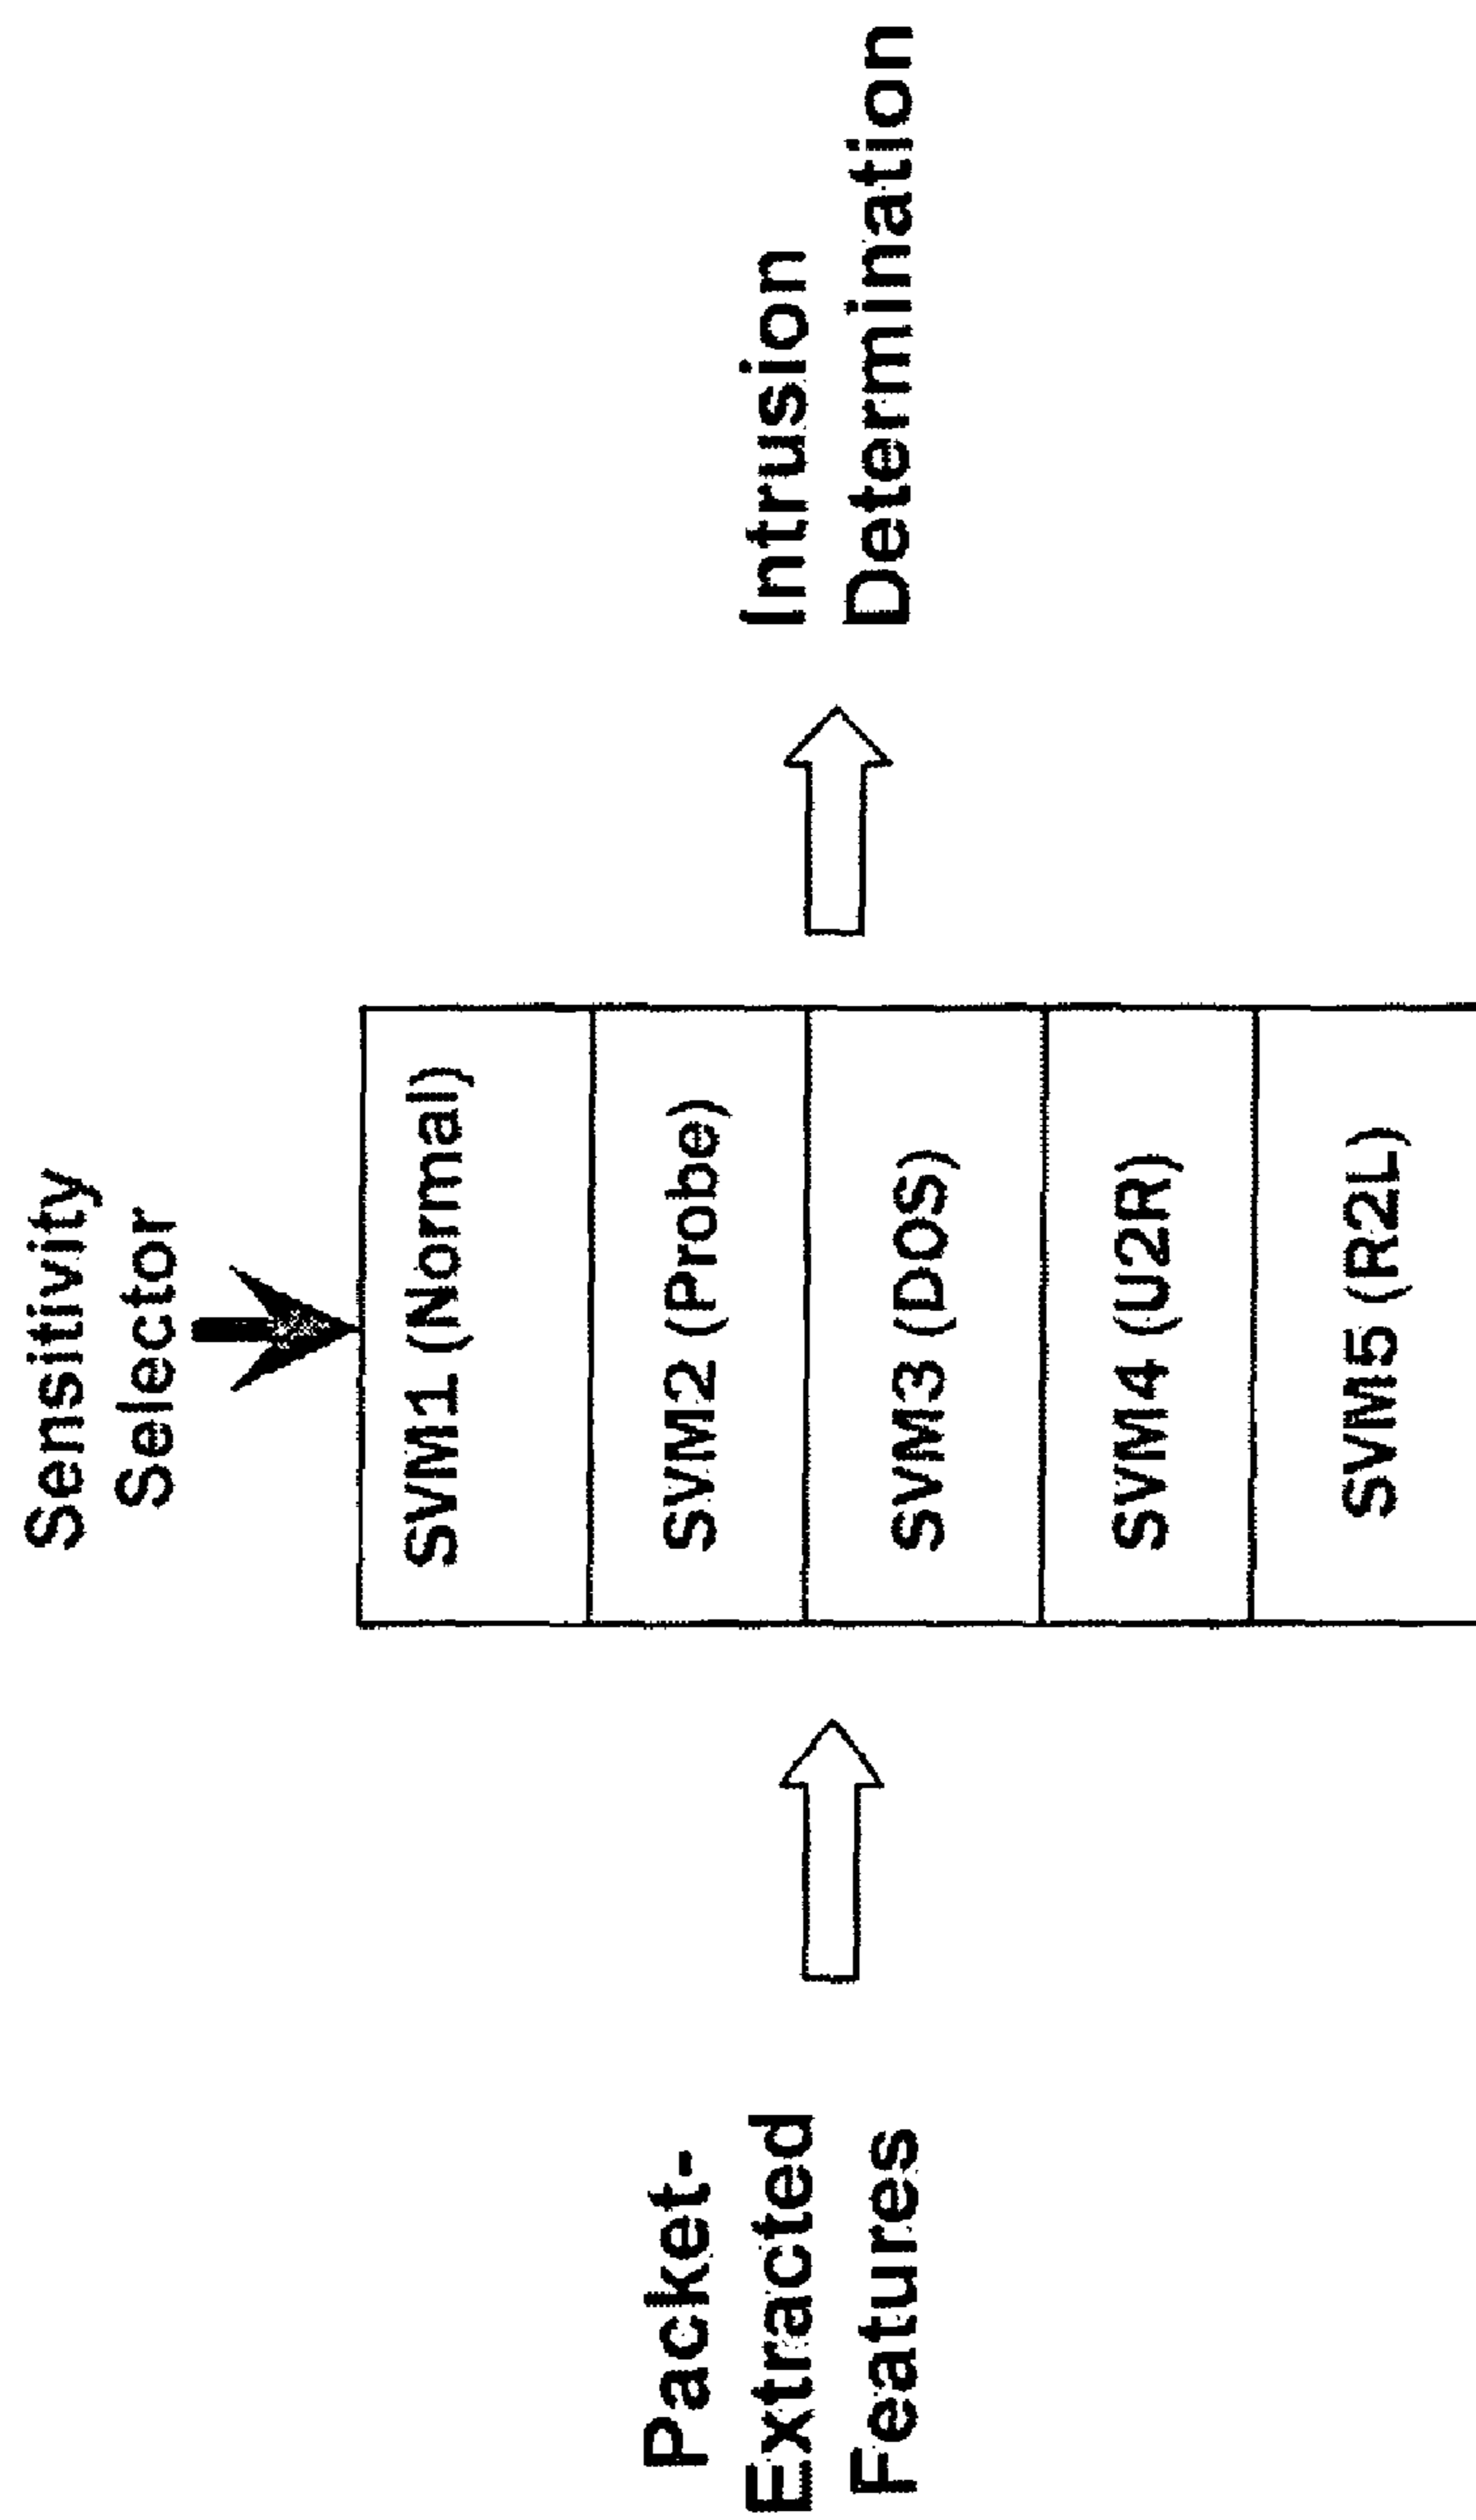 Sensitivity
Selector
SVM1 (Normal)
SVM2 (Probe)
SVM3 (DOS)
SVM4 (U2R)
SVM5 (R2L)
Packet-
Extracted
Features
Intrusion
Determination